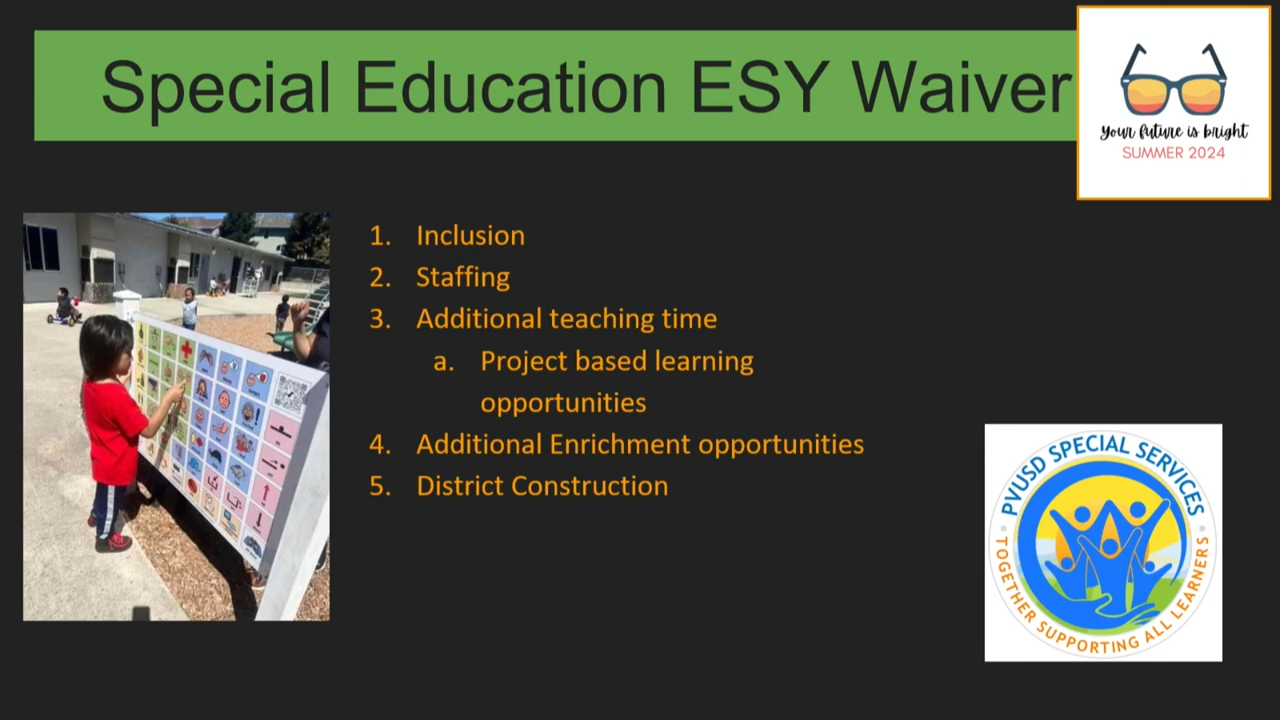 Special Education ESY Waiver
Your future is bright
SUMMER 2024
1. Inclusion
2. Staffing
3. Additional teaching time
a. Project based learning
opportunities
4. Additional Enrichment opportunities
5. District Construction
PVUSD SPECIAL SERVICES
TOGETHER SUPPORTING ALL LEARNERS